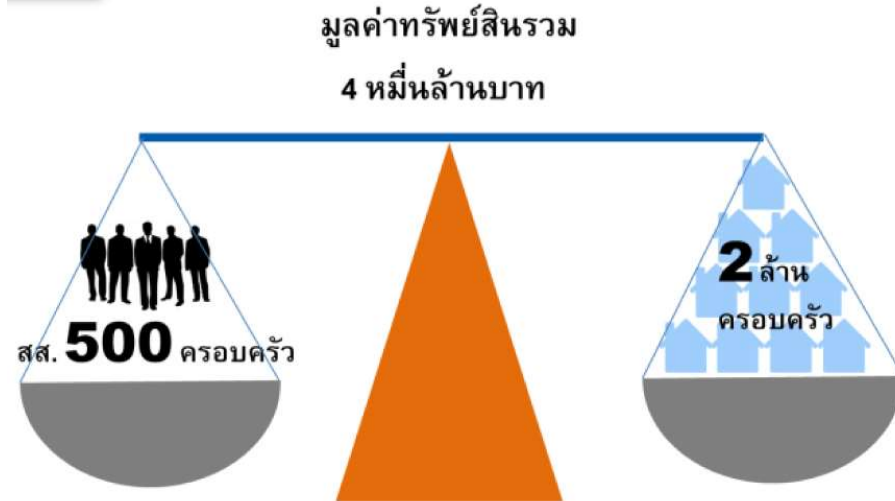 มูลค่าทรัพย์สินรวม
4 หมื่นล้านบาท
สส. 500 ครอบครัว
2 ล้าน
ครอบครัว